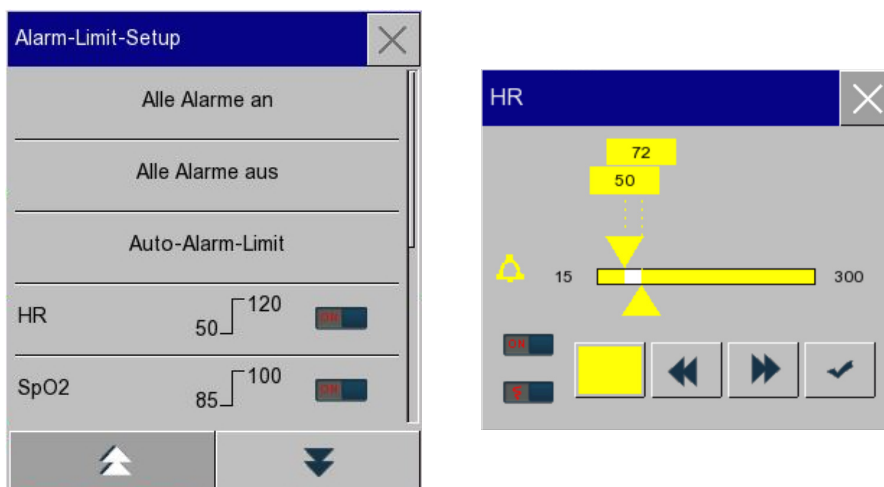 Alarm-Limit-Setup
Alle Alarme an
Alle Alarme aus
Auto-Alarm-Limit
HR 50 120 ON
SpO2 85 100 ON
HR
72
50
15 300
ON